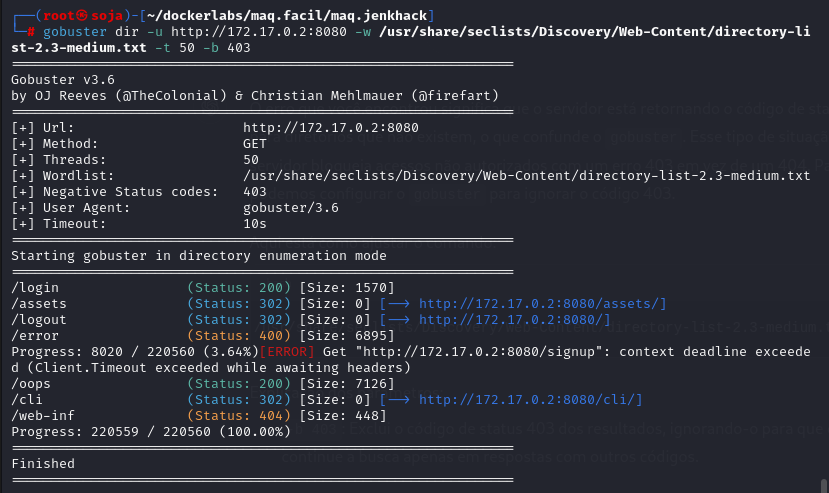 ┌──(root㉿soja)-[~/dockerlabs/maq.facil/maq.jenkhack]
└─# gobuster dir -u http://172.17.0.2:8080 -w /usr/share/seclists/Discovery/Web-Content/directory-li
st-2.3-medium.txt -t 50 -b 403
===============================================================
Gobuster v3.6
by OJ Reeves (@TheColonial) & Christian Mehlmauer (@firefart)
===============================================================
[+] Url:                     http://172.17.0.2:8080
[+] Method:                  GET
[+] Threads:                 50
[+] Wordlist:                /usr/share/seclists/Discovery/Web-Content/directory-list-2.3-medium.txt
[+] Negative Status codes:   403
[+] User Agent:              gobuster/3.6
[+] Timeout:                 10s
===============================================================
Starting gobuster in directory enumeration mode
===============================================================
/login                (Status: 200) [Size: 1570]
/assets               (Status: 302) [Size: 0] [--> http://172.17.0.2:8080/assets/]
/logout               (Status: 302) [Size: 0] [--> http://172.17.0.2:8080/]
/error                (Status: 400) [Size: 6895]
Progress: 8020 / 220560 (3.64%)[ERROR] Get "http://172.17.0.2:8080/signup": context deadline exceede
d (Client.Timeout exceeded while awaiting headers)
/oops                 (Status: 200) [Size: 7126]
/cli                  (Status: 302) [Size: 0] [--> http://172.17.0.2:8080/cli/]
/web-inf              (Status: 404) [Size: 448]
Progress: 220559 / 220560 (100.00%)
===============================================================
Finished
===============================================================